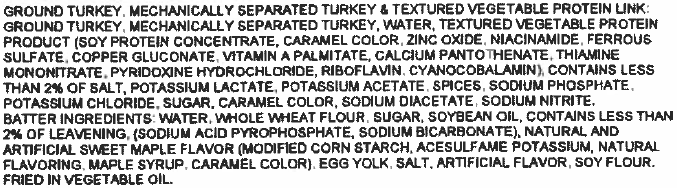 GROUND TURKEY, MECHANICALLY SEPARATED TURKEY & TEXTURED VEGETABLE PROTEIN LINK:
GROUND TURKEY, MECHANICALLY SEPARATED TURKEY, WATER, TEXTURED VEGETABLE PROTEIN
PRODUCT (SOY PROTEIN CONCENTRATE, CARAMEL COLOR, ZINC OXIDE, NIACINAMIDE, FERROUS
SULFATE, COPPER GLUCONATE, VITAMIN A PALMITATE, CALCIUM PANTOTHENATE, THIAMINE
MONONITRATE, PYRIDOXINE HYDROCHLORIDE, RIBOFLAVIN, CYANOCOBALAMIN), CONTAINS LESS
THAN 2% OF SALT, POTASSIUM LACTATE, POTASSIUM ACETATE, SPICES, SODIUM PHOSPHATE,
POTASSIUM CHLORIDE, SUGAR, CARAMEL COLOR, SODIUM DIACETATE, SODIUM NITRITE.
BATTER INGREDIENTS: WATER, WHOLE WHEAT FLOUR, SUGAR, SOYBEAN OIL, CONTAINS LESS THAN
2% OF LEAVENING, (SODIUM ACID PYROPHOSPHATE, SODIUM BICARBONATE), NATURAL AND
ARTIFICIAL SWEET MAPLE FLAVOR (MODIFIED CORN STARCH, ACESULFAME POTASSIUM, NATURAL
FLAVORING, MAPLE SYRUP, CARAMEL COLOR), EGG YOLK, SALT, ARTIFICIAL FLAVOR, SOY FLOUR.
FRIED IN VEGETABLE OIL.